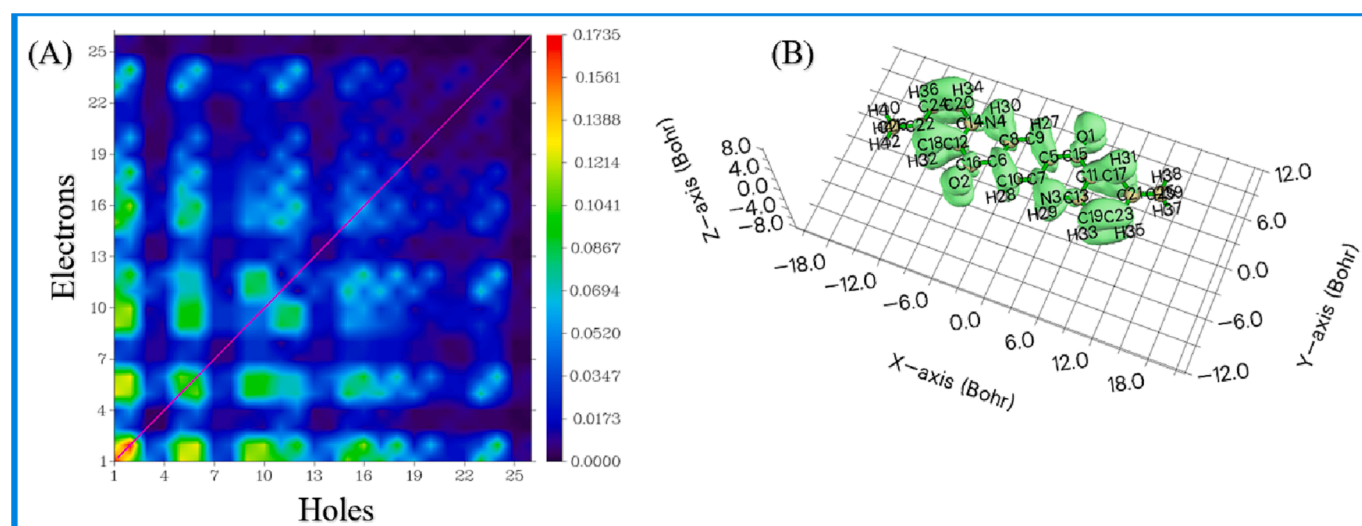 (A)
Electrons
25
22
19
16
13
10
7
4
1
1 4 7 10 13 16 19 22 25
Holes
0.1735
0.1561
0.1388
0.1214
0.1041
0.0867
0.0694
0.0520
0.0347
0.0173
0.0000
(B)
H36 H34
H40 C24 C20 H30
C22 C14 N4 H27
H42 C18 C12 C8 C9 O1
H32 C16 C6 C5 C15 H31
O2 C10 C7 C11 C17 H38
H28 N3 C13 C21
H29 C19 C23 H37
H33 H35
Z-axis (Bohr)
8.0
4.0
0.0
-4.0
-8.0
-18.0
-12.0
-6.0
0.0
6.0
12.0
18.0
X-axis (Bohr)
12.0
6.0
0.0
-6.0
-12.0
Y-axis (Bohr)